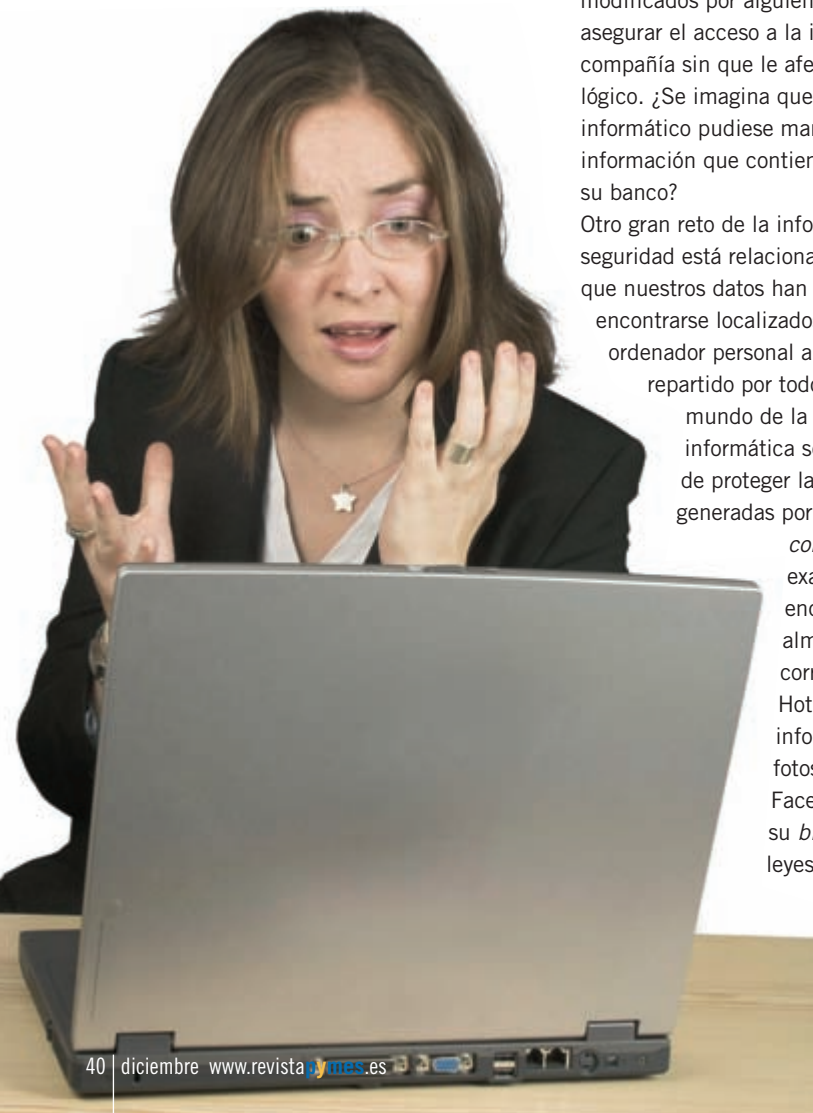 modificados por alguien
asegurar el acceso a la i
compañía sin que le afe
lógico. ¿Se imagina que
informático pudiese mar
información que contier
su banco?
Otro gran reto de la info
seguridad está relaciona
que nuestros datos han
encontrarse localizado
ordenador personal a
repartido por todo
mundo de la
informática se
de proteger la
generadas por
co
exa
enc
alm
corr
Hot
info
fotos
Face
su b
leyes
40 diciembre www.revistapymes.es